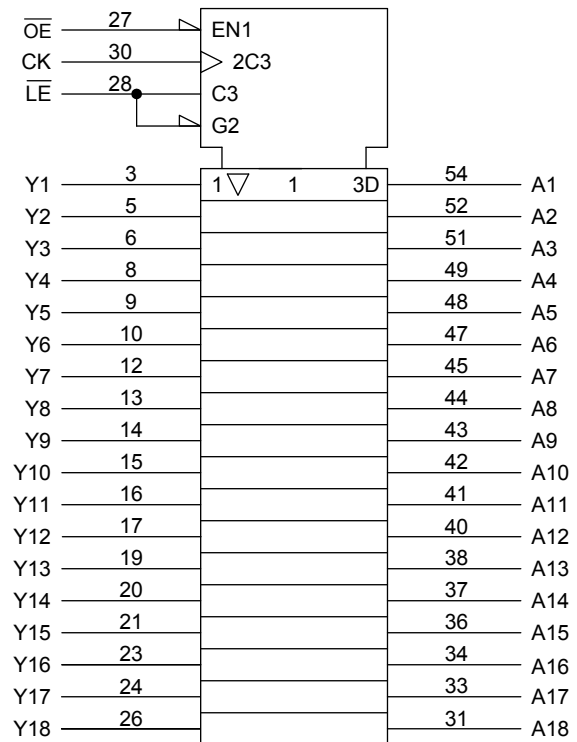 OE 27 EN1
CK 30 2C3
LE 28 C3
G2
Y1 3 1 1 3D 54 A1
Y2 5 52 A2
Y3 6 51 A3
Y4 8 49 A4
Y5 9 48 A5
Y6 10 47 A6
Y7 12 45 A7
Y8 13 44 A8
Y9 14 43 A9
Y10 15 42 A10
Y11 16 41 A11
Y12 17 40 A12
Y13 19 38 A13
Y14 20 37 A14
Y15 21 36 A15
Y16 23 34 A16
Y17 24 33 A17
Y18 26 31 A18